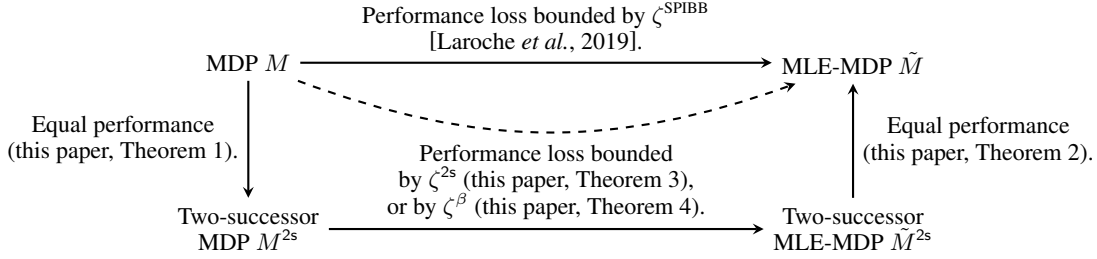 Performance loss bounded by ζ^SPIBB
[Laroche et al., 2019].
MDP M
MLE-MDP M̃
Equal performance
(this paper, Theorem 1).
Equal performance
(this paper, Theorem 2).
Performance loss bounded
by ζ^2s (this paper, Theorem 3),
or by ζ^β (this paper, Theorem 4).
Two-successor
MDP M^2s
Two-successor
MLE-MDP M̃^2s